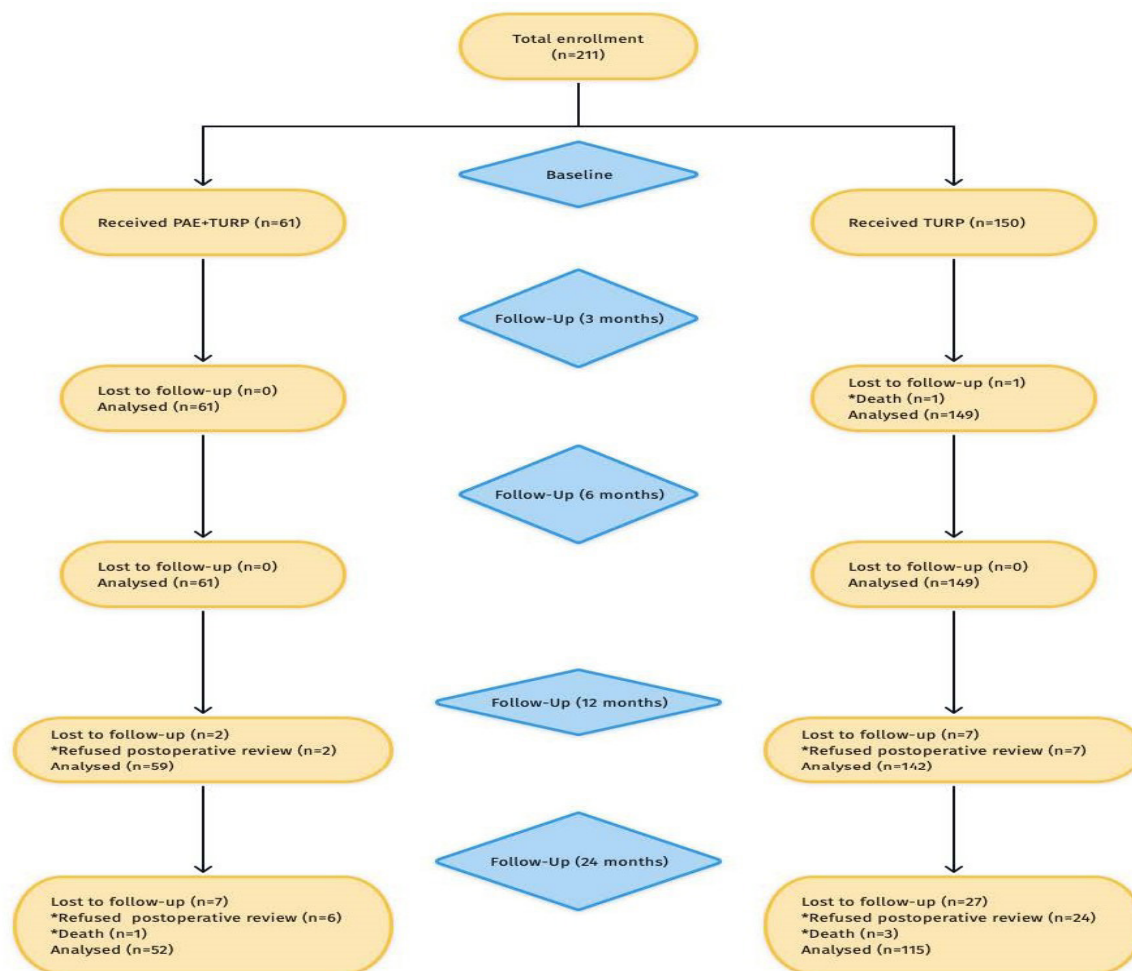 Total enrollment
(n=211)
Baseline
Received PAE+TURP (n=61)
Received TURP (n=150)
Follow-Up (3 months)
Lost to follow-up (n=0)
Analysed (n=61)
Lost to follow-up (n=1)
*Death (n=1)
Analysed (n=149)
Follow-Up (6 months)
Lost to follow-up (n=0)
Analysed (n=61)
Lost to follow-up (n=0)
Analysed (n=149)
Follow-Up (12 months)
Lost to follow-up (n=2)
*Refused postoperative review (n=2)
Analysed (n=59)
Lost to follow-up (n=7)
*Refused postoperative review (n=7)
Analysed (n=142)
Follow-Up (24 months)
Lost to follow-up (n=7)
*Refused  postoperative review (n=6)
*Death (n=1)
Analysed (n=52)
Lost to follow-up (n=27)
*Refused postoperative review (n=24)
*Death (n=3)
Analysed (n=115)